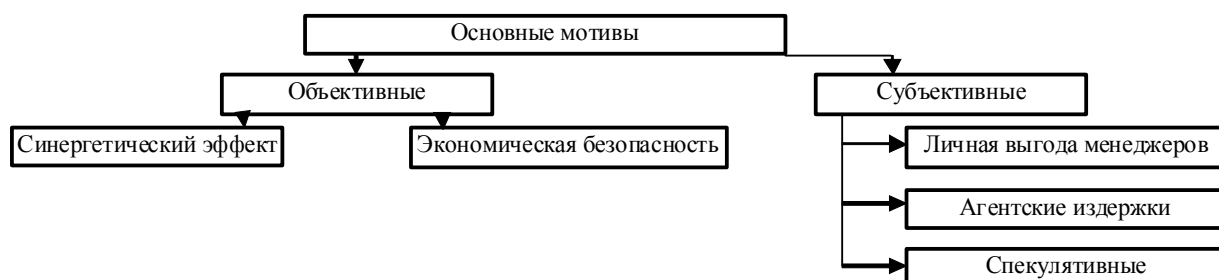 Основные мотивы
Объективные
Субъективные
Синергетический эффект
Экономическая безопасность
Личная выгода менеджеров
Агентские издержки
Спекулятивные